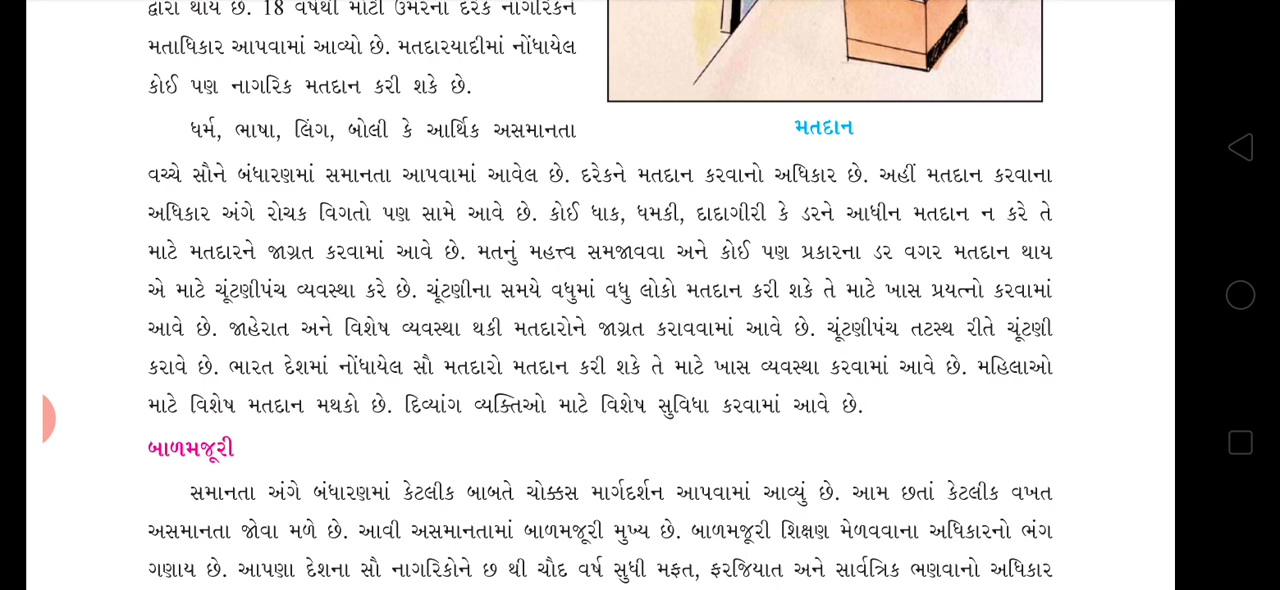 દ્વારા થાય છે. 18 વર્ષથી મોટી ઉંમરના દરેક નાગરિકને
મતાધિકાર આપવામાં આવ્યો છે. મતદારયાદીમાં નોંધાયેલ
કોઈ પણ નાગરિક મતદાન કરી શકે છે.
મતદાન
ધર્મ, ભાષા, લિંગ, બોલી કે આર્થિક અસમાનતા
વચ્ચે સૌને બંધારણમાં સમાનતા આપવામાં આવેલ છે. દરેકને મતદાન કરવાનો અધિકાર છે. અહીં મતદાન કરવાના
અધિકાર અંગે રોચક વિગતો પણ સામે આવે છે. કોઈ ધાક, ધમકી, દાદાગીરી કે ડરને આધીન મતદાન ન કરે તે
માટે મતદારને જાગ્રત કરવામાં આવે છે. મતનું મહત્ત્વ સમજાવવા અને કોઈ પણ પ્રકારના ડર વગર મતદાન થાય
એ માટે ચૂંટણીપંચ વ્યવસ્થા કરે છે. ચૂંટણીના સમયે વધુમાં વધુ લોકો મતદાન કરી શકે તે માટે ખાસ પ્રયત્નો કરવામાં
આવે છે. જાહેરાત અને વિશેષ વ્યવસ્થા થકી મતદારોને જાગ્રત કરાવવામાં આવે છે. ચૂંટણીપંચ તટસ્થ રીતે ચૂંટણી
કરાવે છે. ભારત દેશમાં નોંધાયેલ સૌ મતદારો મતદાન કરી શકે તે માટે ખાસ વ્યવસ્થા કરવામાં આવે છે. મહિલાઓ
માટે વિશેષ મતદાન મથકો છે. દિવ્યાંગ વ્યક્તિઓ માટે વિશેષ સુવિધા કરવામાં આવે છે.
બાળમજૂરી
સમાનતા અંગે બંધારણમાં કેટલીક બાબતે ચોક્કસ માર્ગદર્શન આપવામાં આવ્યું છે. આમ છતાં કેટલીક વખત
અસમાનતા જોવા મળે છે. આવી અસમાનતામાં બાળમજૂરી મુખ્ય છે. બાળમજૂરી શિક્ષણ મેળવવાના અધિકારનો ભંગ
ગણાય છે. આપણા દેશના સૌ નાગરિકોને છ થી ચૌદ વર્ષ સુધી મફત, ફરજિયાત અને સાર્વત્રિક ભણવાનો અધિકાર